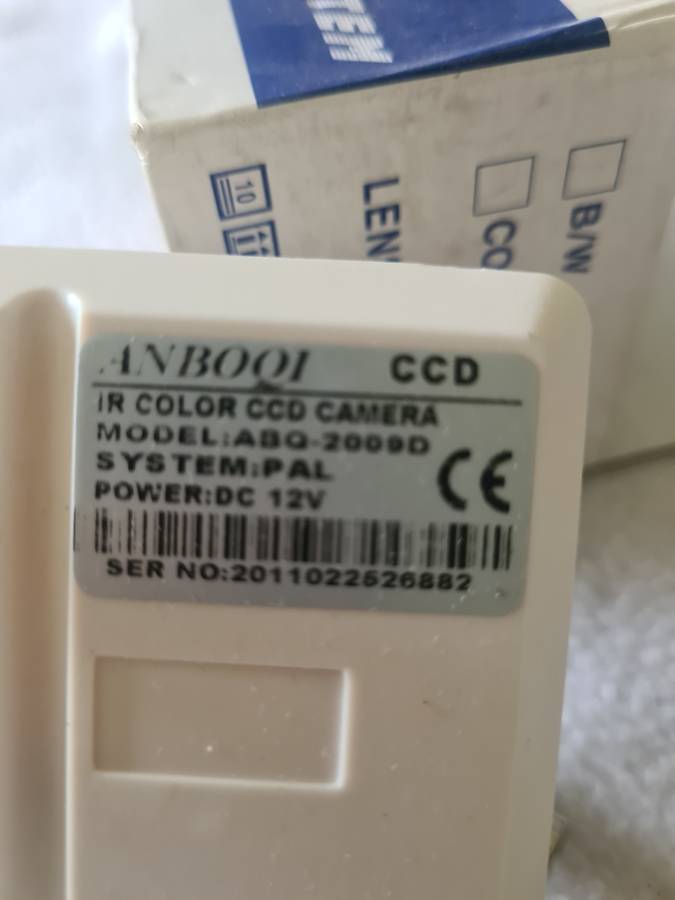 TEN
10
LEN
CO
B/W
ANBOQI CCD
IR COLOR CCD CAMERA
MODEL:ABQ-2009D
SYSTEM:PAL
POWER:DC 12V
CE
SER NO:2011022526882